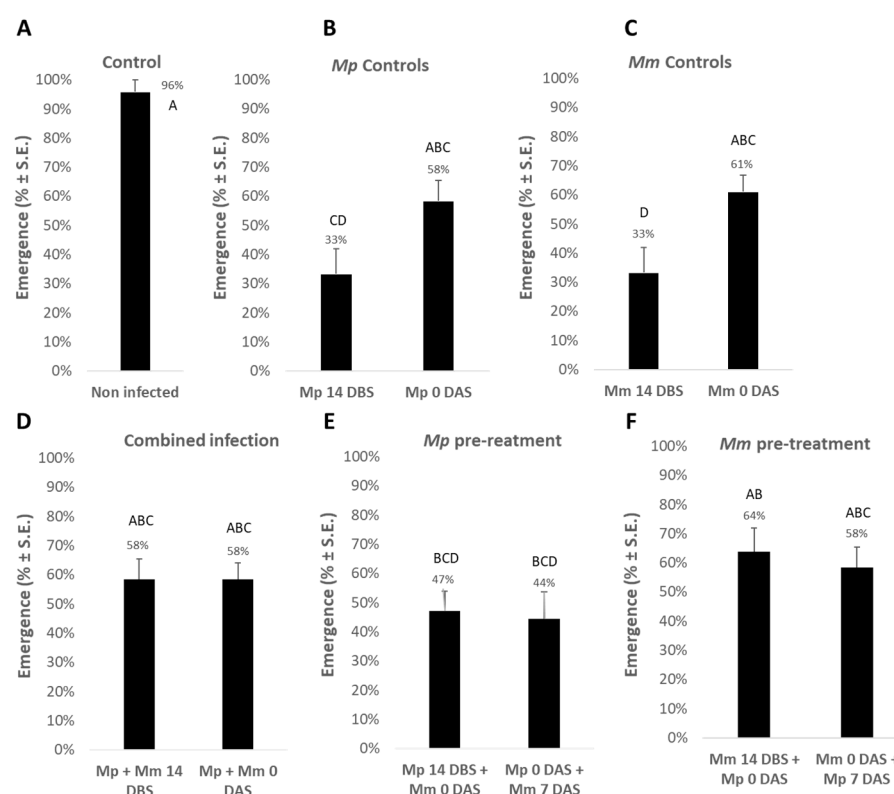 A
Control
Emergence (% ± S.E.)
100%
90%
80%
70%
60%
50%
40%
30%
20%
10%
0%
96%
A
Non infected
B
Mp Controls
Emergence (% ± S.E.)
100%
90%
80%
70%
60%
50%
40%
30%
20%
10%
0%
CD
33%
ABC
58%
Mp 14 DBS
Mp 0 DAS
C
Mm Controls
Emergence (% ± S.E.)
100%
90%
80%
70%
60%
50%
40%
30%
20%
10%
0%
D
33%
ABC
61%
Mm 14 DBS
Mm 0 DAS
D
Combined infection
Emergence (% ± S.E.)
100%
90%
80%
70%
60%
50%
40%
30%
20%
10%
0%
ABC
58%
ABC
58%
Mp + Mm 14
DBS
Mp + Mm 0
DAS
E
Mp pre-reatment
Emergence (% ± S.E.)
100%
90%
80%
70%
60%
50%
40%
30%
20%
10%
0%
BCD
47%
BCD
44%
Mp 14 DBS +
Mm 0 DAS
Mp 0 DAS +
Mm 7 DAS
F
Mm pre-treatment
Emergence (% ± S.E.)
100%
90%
80%
70%
60%
50%
40%
30%
20%
10%
0%
AB
64%
ABC
58%
Mm 14 DBS +
Mp 0 DAS
Mm 0 DAS +
Mp 7 DAS